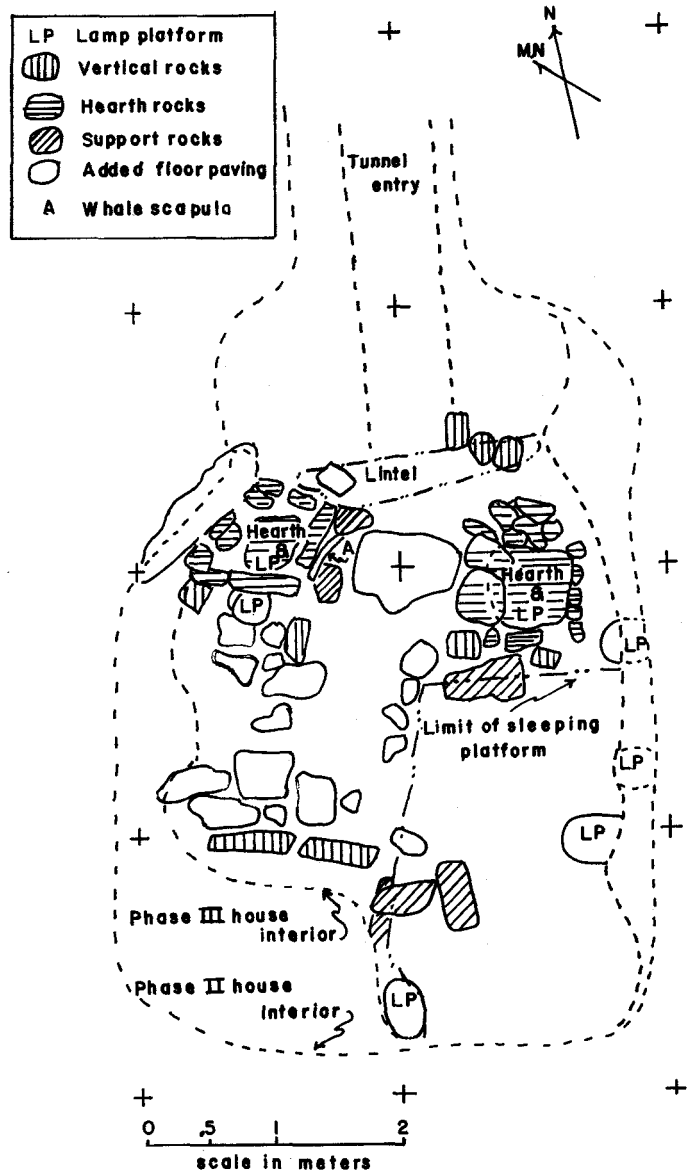 LP Lamp platform
Vertical rocks
Hearth rocks
Support rocks
Added floor paving
A Whale scapula
N
MN
Tunnel
entry
Lintel
Hearth
&
LP
A
Hearth
&
LP
LP
LP
Limit of sleeping
platform
LP
LP
Phase III house
interior
Phase II house
Interior
LP
0 .5 1 2
scale in meters